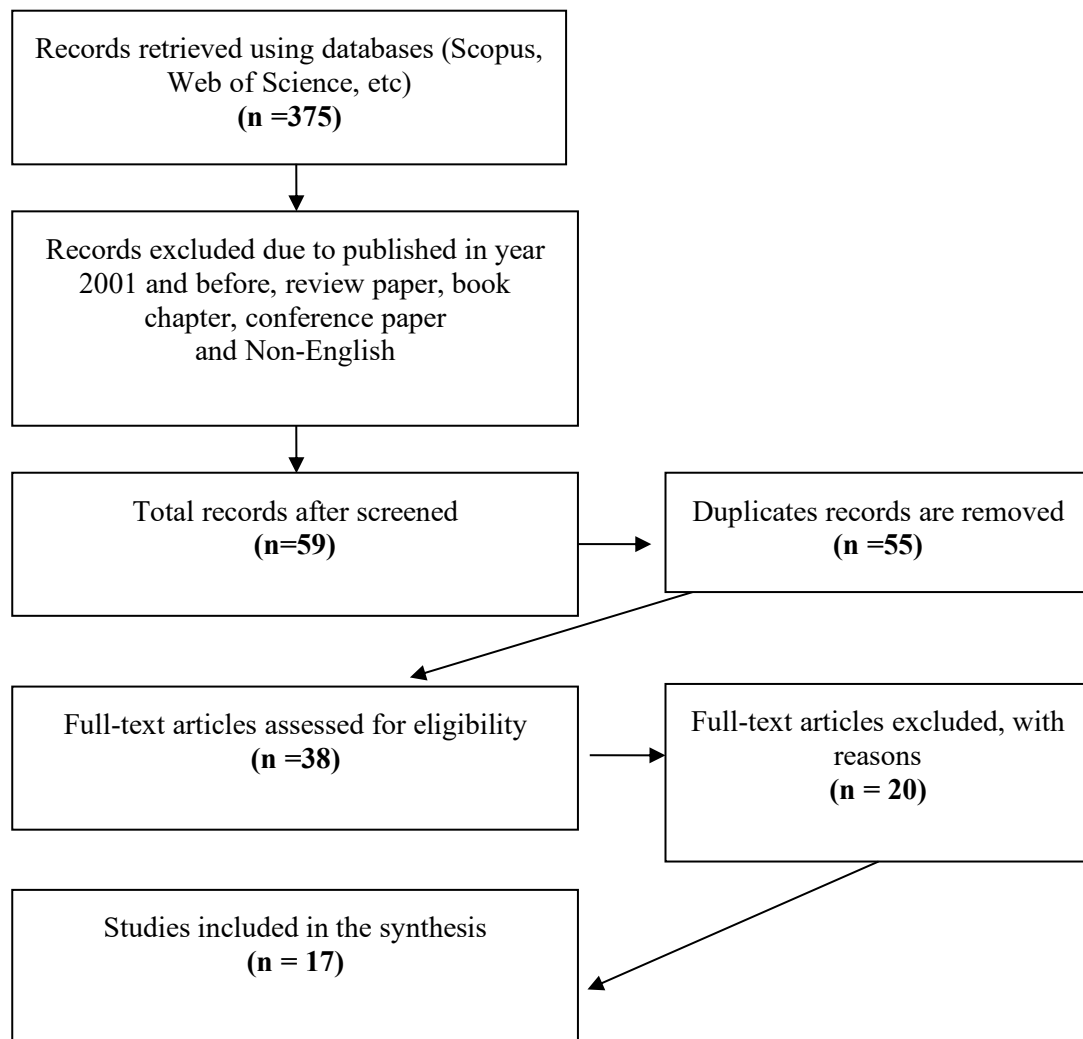 Records retrieved using databases (Scopus,
Web of Science, etc)
(n =375)
Records excluded due to published in year
2001 and before, review paper, book
chapter, conference paper
and Non-English
Total records after screened
(n=59)
Duplicates records are removed
(n =55)
Full-text articles assessed for eligibility
(n =38)
Full-text articles excluded, with
reasons
(n = 20)
Studies included in the synthesis
(n = 17)